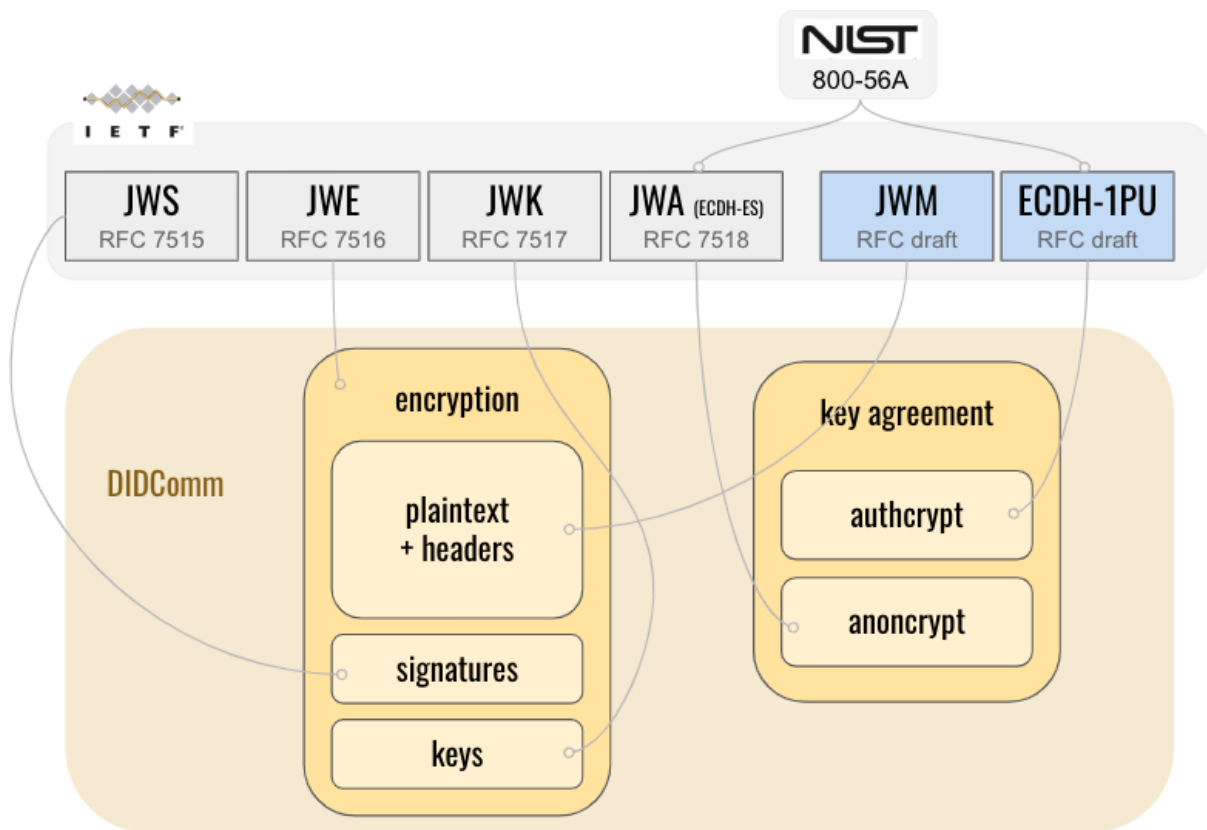 NIST
800-56A
I E T F®
JWS
RFC 7515
JWE
RFC 7516
JWK
RFC 7517
JWA (ECDH-ES)
RFC 7518
JWM
RFC draft
ECDH-1PU
RFC draft
DIDComm
encryption
plaintext
+ headers
signatures
keys
key agreement
authcrypt
anoncrypt